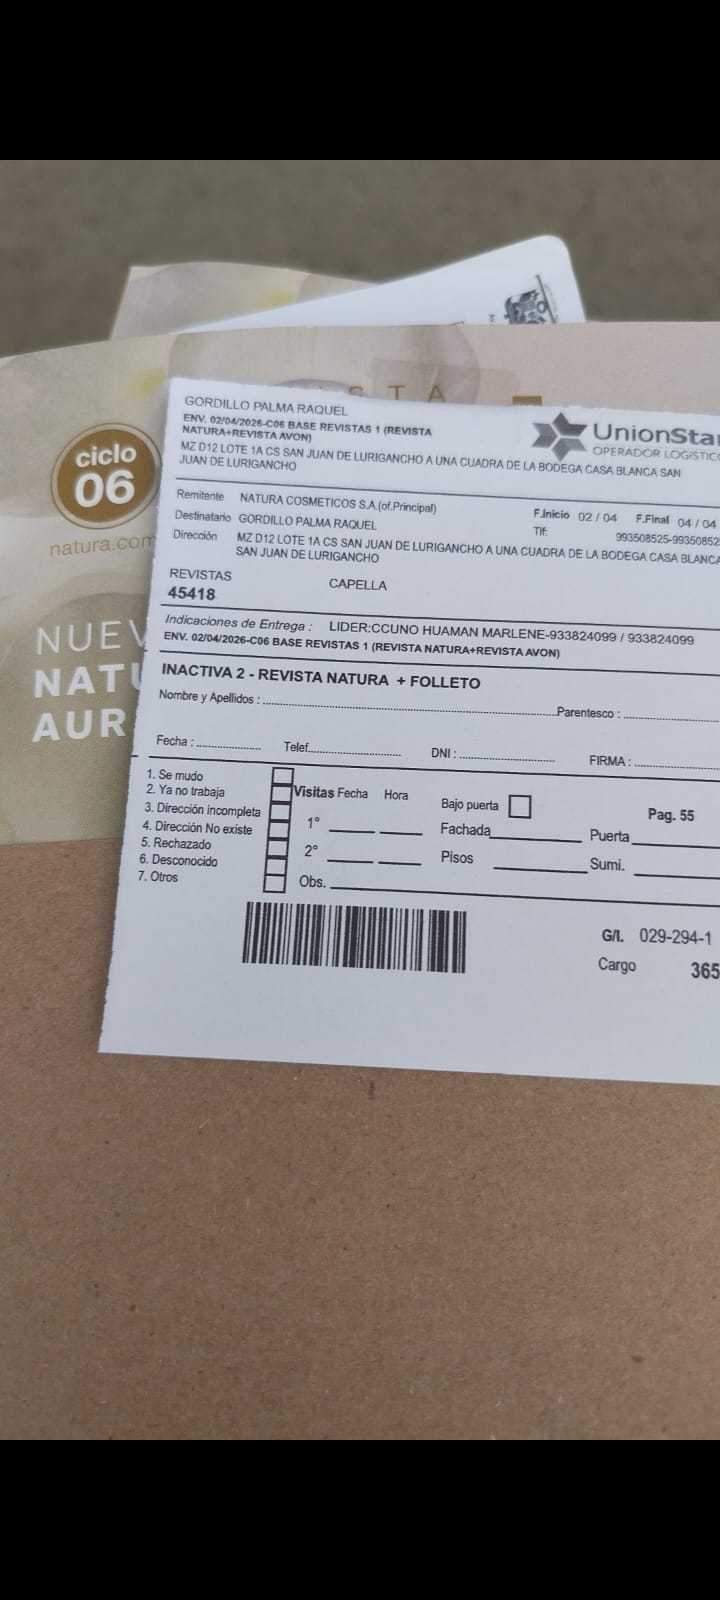 ISTA
ciclo
06
natura.com
NUEV
NATU
AUR
GORDILLO PALMA RAQUEL
ENV. 02/04/2026-C06 BASE REVISTAS 1 (REVISTA
NATURA+REVISTA AVON)
MZ D12 LOTE 1A CS SAN JUAN DE LURIGANCHO A UNA CUADRA DE LA BODEGA CASA BLANCA SAN
JUAN DE LURIGANCHO
UnionStar
OPERADOR LOGISTICO
Remitente NATURA COSMETICOS S.A.(of.Principal)
F.Inicio 02 / 04 F.Final 04 / 04
Destinatario GORDILLO PALMA RAQUEL
Tlf: 993508525-99350852
Dirección MZ D12 LOTE 1A CS SAN JUAN DE LURIGANCHO A UNA CUADRA DE LA BODEGA CASA BLANCA
SAN JUAN DE LURIGANCHO
REVISTAS CAPELLA
45418
Indicaciones de Entrega : LIDER:CCUNO HUAMAN MARLENE-933824099 / 933824099
ENV. 02/04/2026-C06 BASE REVISTAS 1 (REVISTA NATURA+REVISTA AVON)
INACTIVA 2 - REVISTA NATURA + FOLLETO
Nombre y Apellidos : Parentesco :
Fecha : Telef. DNI : FIRMA :
1. Se mudo
2. Ya no trabaja
3. Dirección incompleta
4. Dirección No existe
5. Rechazado
6. Desconocido
7. Otros
Visitas Fecha Hora
1°
2°
Obs.
Bajo puerta Pag. 55
Fachada Puerta
Pisos Sumi.
G/I. 029-294-1
Cargo 365